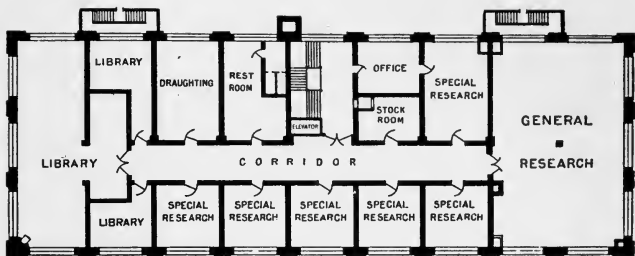 LIBRARY
DRAUGHTING
REST
ROOM
OFFICE
SPECIAL
RESEARCH
STOCK
ROOM
ELEVATOR
GENERAL
RESEARCH
LIBRARY
CORRIDOR
LIBRARY
SPECIAL
RESEARCH
SPECIAL
RESEARCH
SPECIAL
RESEARCH
SPECIAL
RESEARCH
SPECIAL
RESEARCH